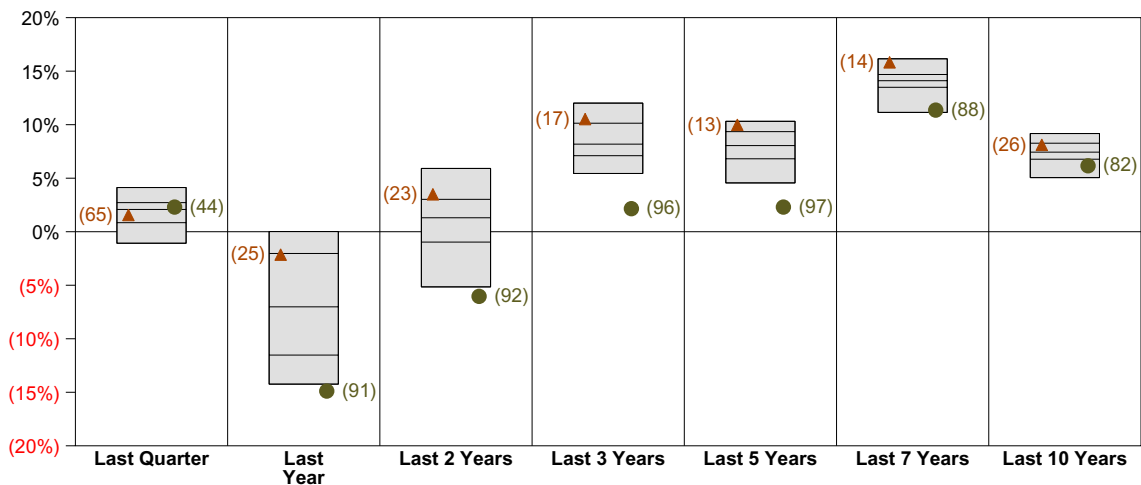 20%
15%
10%
5%
0%
(5%)
(10%)
(15%)
(20%)
(65)
(44)
(25)
(91)
(23)
(92)
(17)
(96)
(13)
(97)
(14)
(88)
(26)
(82)
Last Quarter
Last
Year
Last 2 Years
Last 3 Years
Last 5 Years
Last 7 Years
Last 10 Years